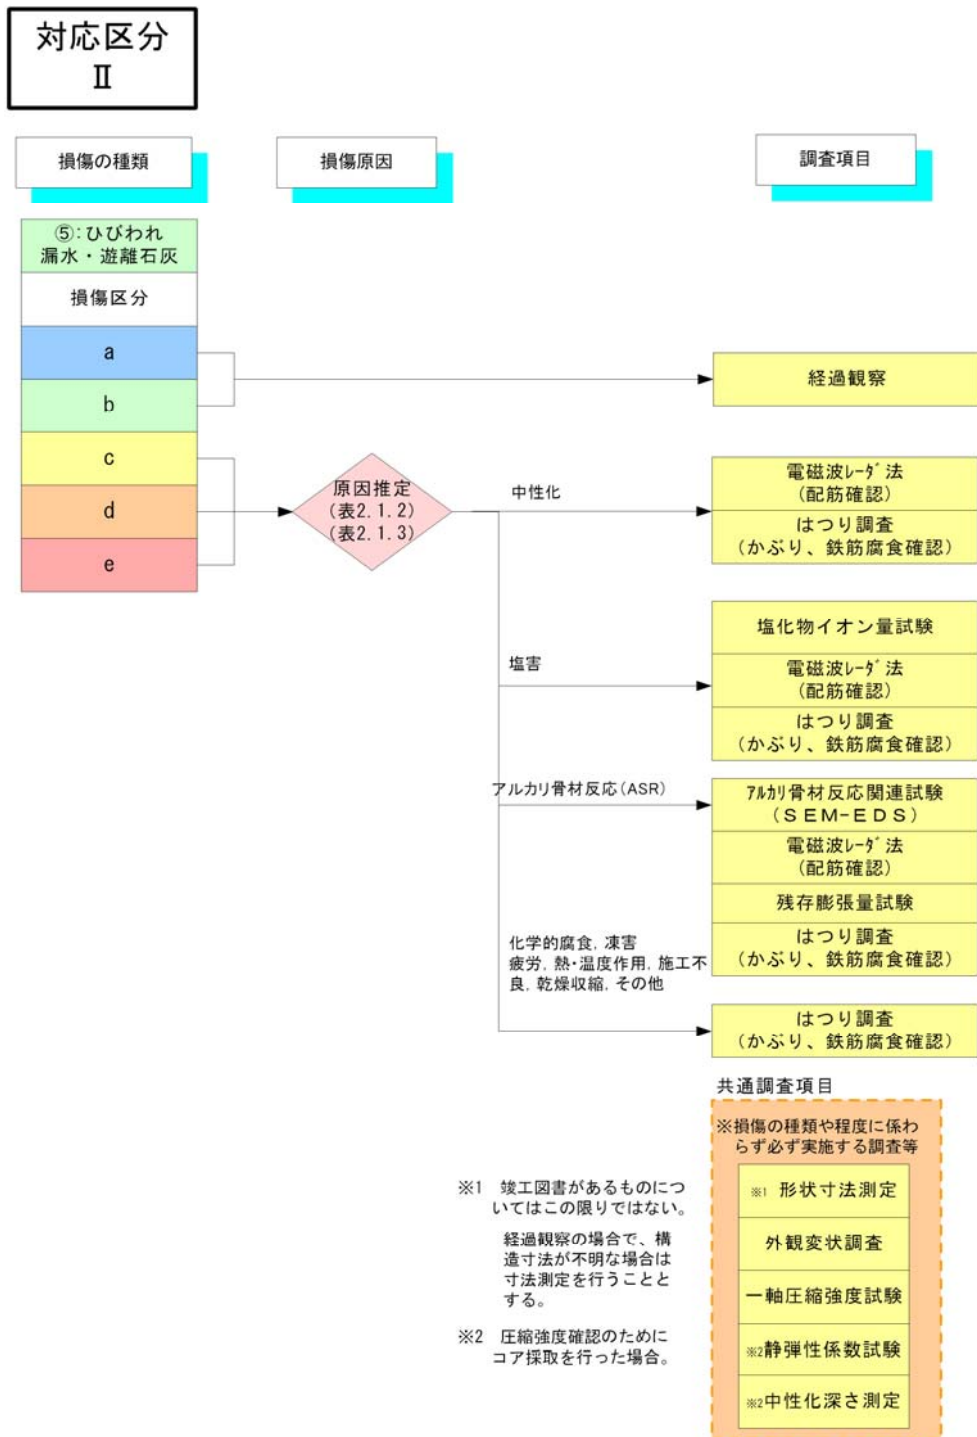 対応区分
Ⅱ
損傷の種類
損傷原因
調査項目
⑤:ひびわれ
漏水・遊離石灰
損傷区分
a
b
c
d
e
経過観察
原因推定
(表2.1.2)
(表2.1.3)
中性化
電磁波ﾚｰﾀﾞ法
(配筋確認)
はつり調査
(かぶり、鉄筋腐食確認)
塩害
塩化物イオン量試験
電磁波ﾚｰﾀﾞ法
(配筋確認)
はつり調査
(かぶり、鉄筋腐食確認)
アルカリ骨材反応(ASR)
ｱﾙｶﾘ骨材反応関連試験
(ＳＥＭ-ＥＤＳ)
電磁波ﾚｰﾀﾞ法
(配筋確認)
残存膨張量試験
はつり調査
(かぶり、鉄筋腐食確認)
化学的腐食, 凍害
疲労, 熱・温度作用, 施工不
良, 乾燥収縮, その他
はつり調査
(かぶり、鉄筋腐食確認)
共通調査項目
※損傷の種類や程度に係わ
らず必ず実施する調査等
※1 形状寸法測定
外観変状調査
一軸圧縮強度試験
※2静弾性係数試験
※2中性化深さ測定
※1 竣工図書があるものにつ
いてはこの限りではない。
経過観察の場合で、構
造寸法が不明な場合は
寸法測定を行うことと
する。
※2 圧縮強度確認のために
コア採取を行った場合。